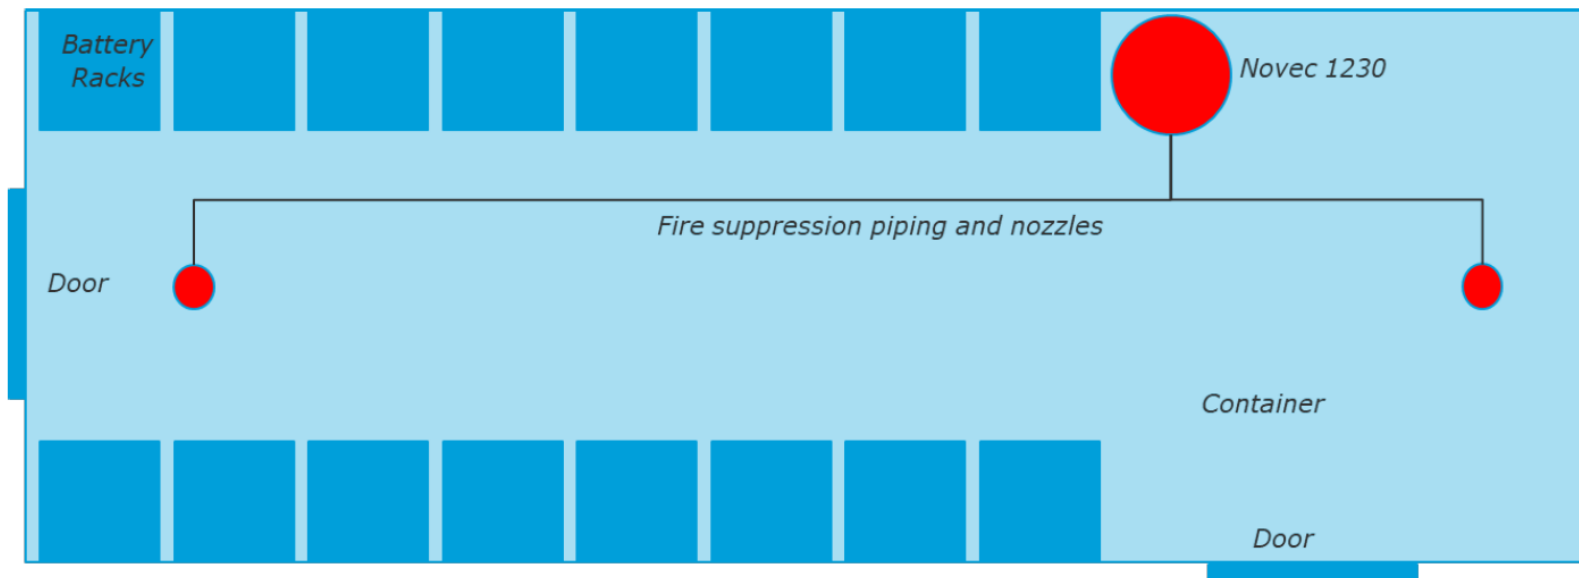 Battery
Racks
Novec 1230
Fire suppression piping and nozzles
Door
Container
Door